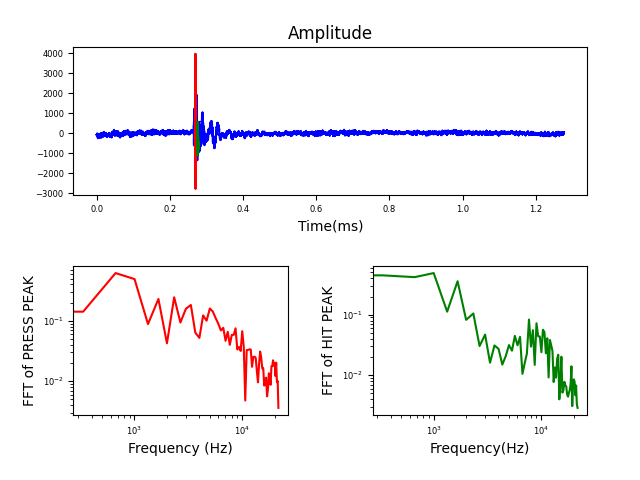 Amplitude
4000
3000
2000
1000
0
−1000
−2000
−3000
0.0 0.2 0.4 0.6 0.8 1.0 1.2
Time(ms)
FFT of PRESS PEAK
10⁻¹
10⁻²
10³ 10⁴
Frequency (Hz)
FFT of HIT PEAK
10⁻¹
10⁻²
10³ 10⁴
Frequency(Hz)